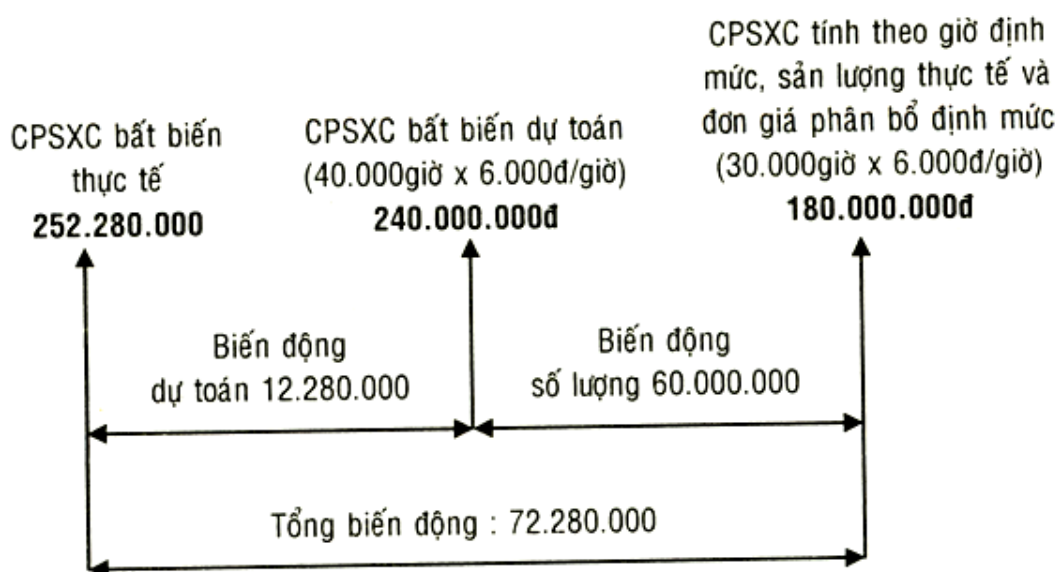 CPSXC bất biến
thực tế
252.280.000
CPSXC bất biến dự toán
(40.000giờ x 6.000đ/giờ)
240.000.000đ
CPSXC tính theo giờ định
mức, sản lượng thực tế và
đơn giá phân bổ định mức
(30.000giờ x 6.000đ/giờ)
180.000.000đ
Biến động
dự toán 12.280.000
Biến động
số lượng 60.000.000
Tổng biến động : 72.280.000